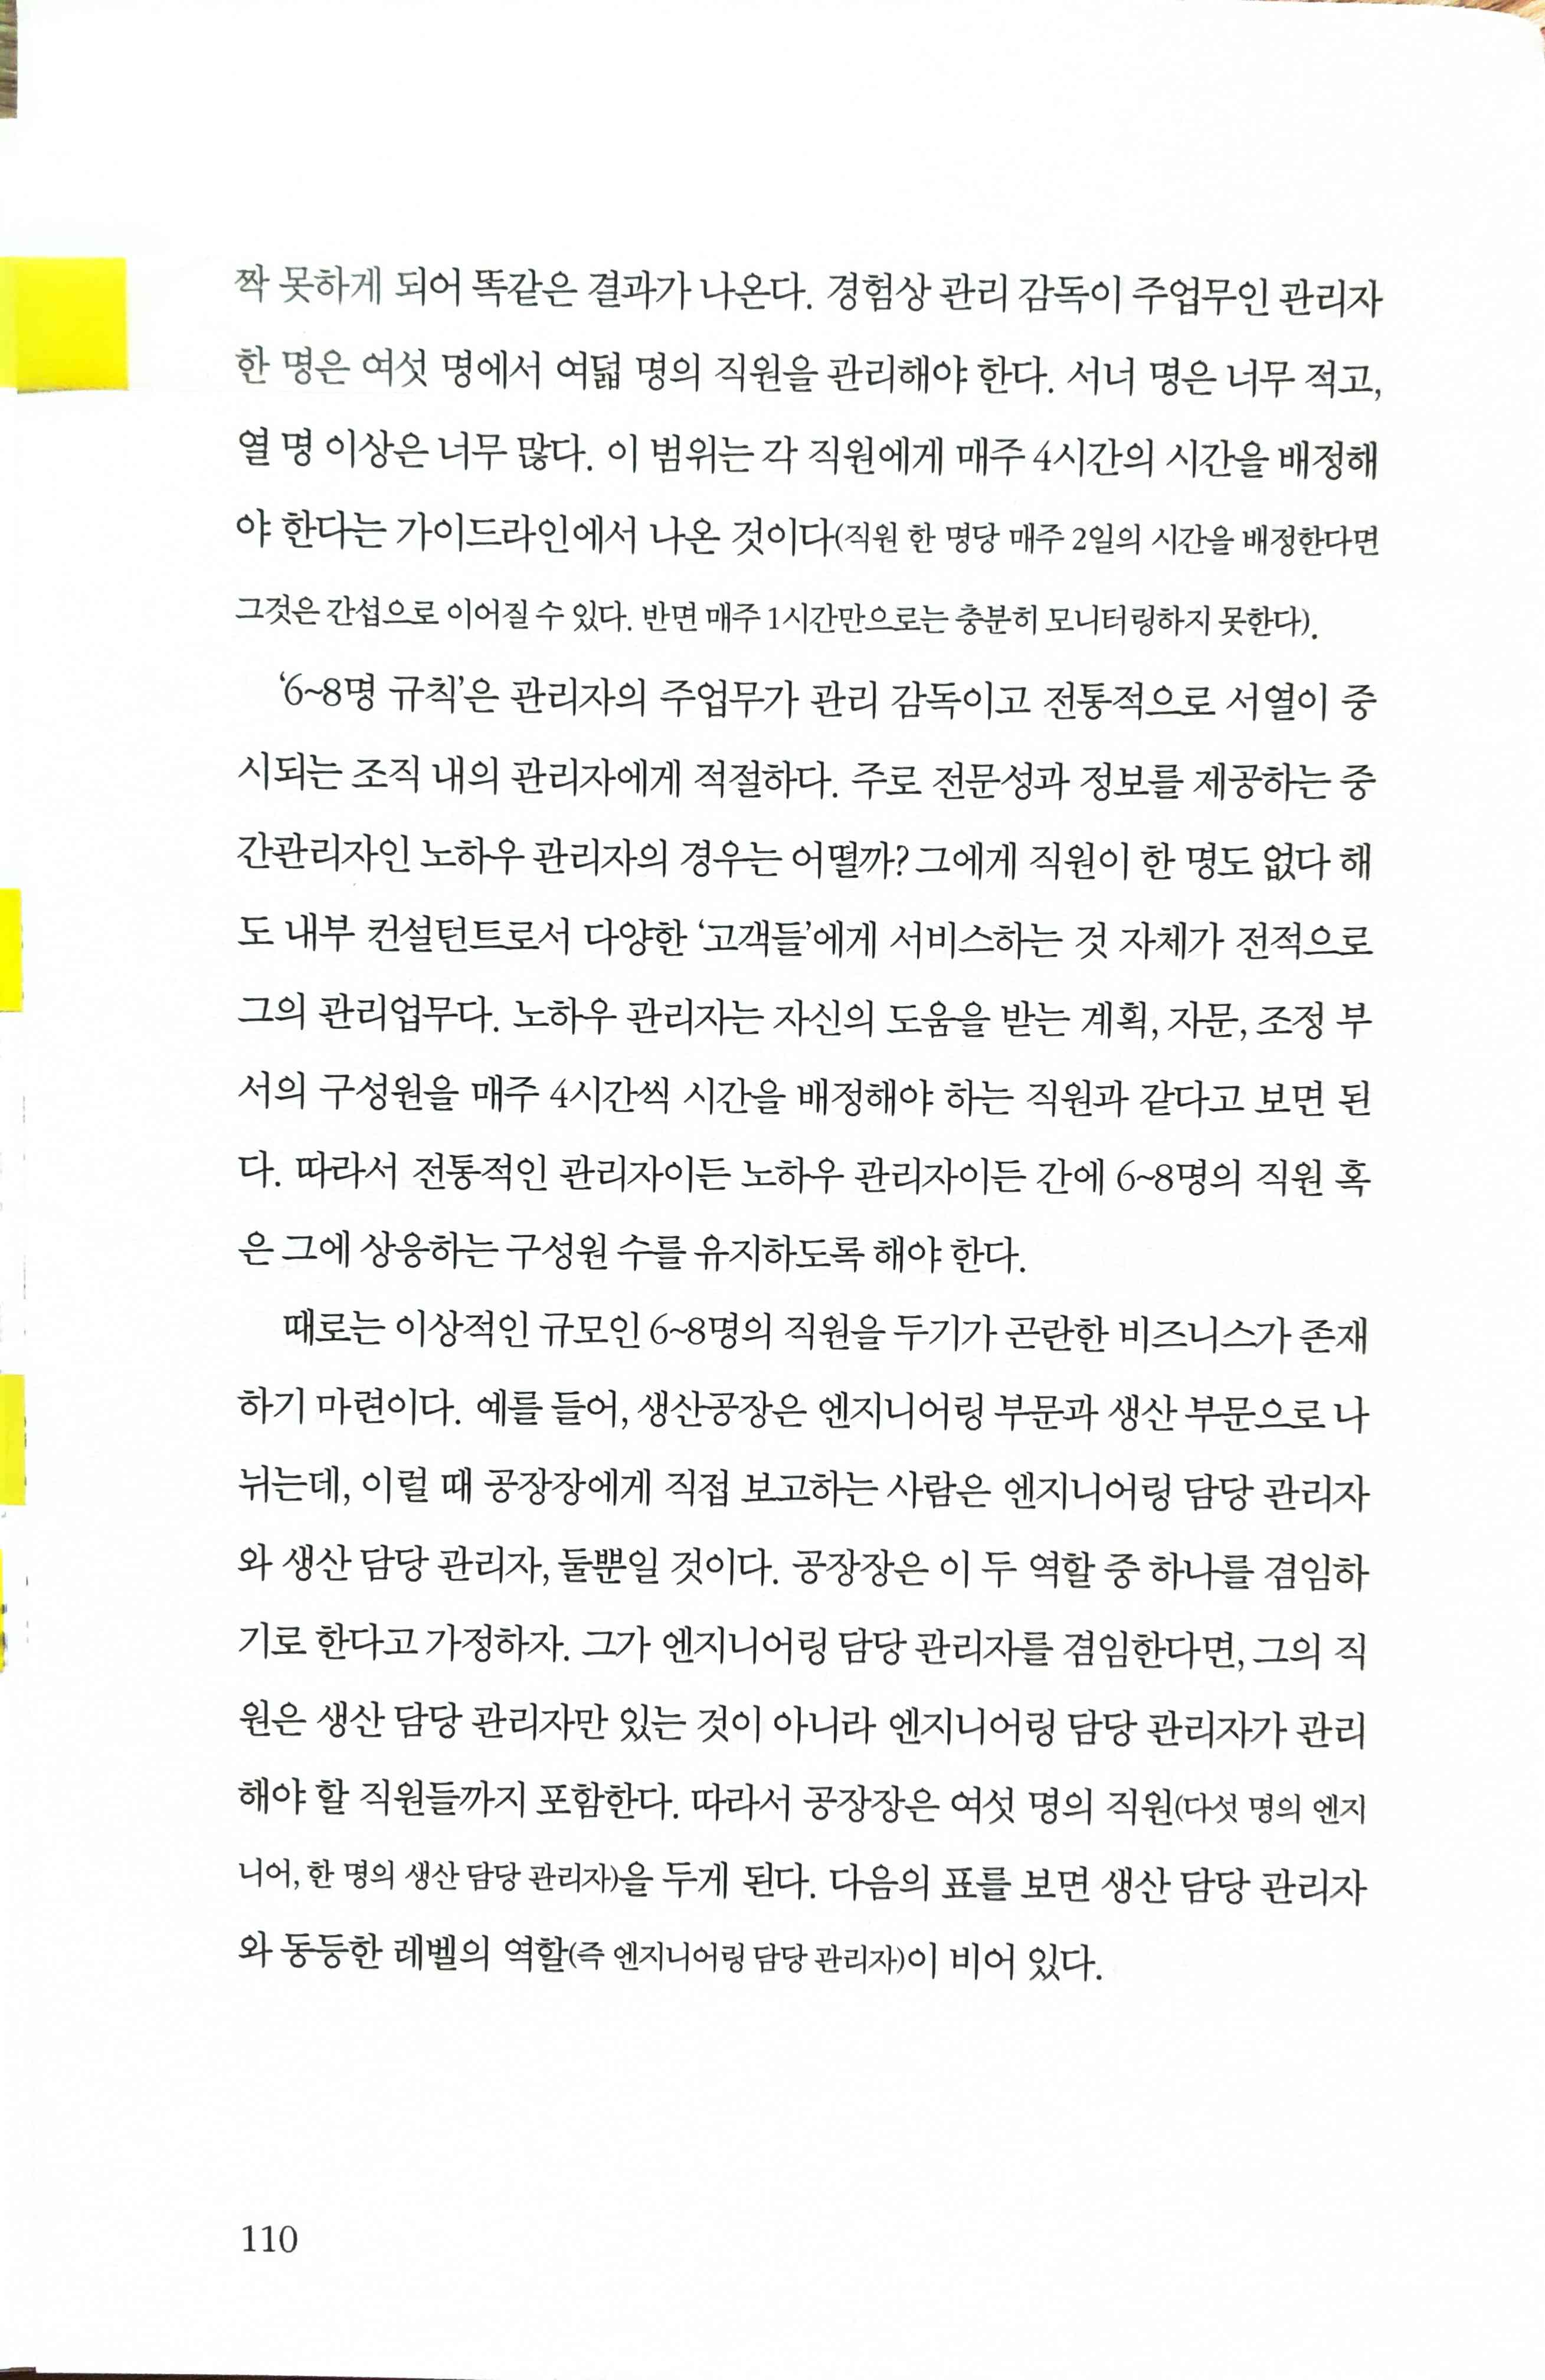 짝 못하게 되어 똑같은 결과가 나온다. 경험상 관리 감독이 주업무인 관리자
한 명은 여섯 명에서 여덟 명의 직원을 관리해야 한다. 서너 명은 너무 적고,
열 명 이상은 너무 많다. 이 범위는 각 직원에게 매주 4시간의 시간을 배정해
야 한다는 가이드라인에서 나온 것이다(직원 한 명당 매주 2일의 시간을 배정한다면
그것은 간섭으로 이어질 수 있다. 반면 매주 1시간만으로는 충분히 모니터링하지 못한다).
‘6~8명 규칙’은 관리자의 주업무가 관리 감독이고 전통적으로 서열이 중
시되는 조직 내의 관리자에게 적절하다. 주로 전문성과 정보를 제공하는 중
간관리자인 노하우 관리자의 경우는 어떨까? 그에게 직원이 한 명도 없다 해
도 내부 컨설턴트로서 다양한 ‘고객들’에게 서비스하는 것 자체가 전적으로
그의 관리업무다. 노하우 관리자는 자신의 도움을 받는 계획, 자문, 조정 부
서의 구성원을 매주 4시간씩 시간을 배정해야 하는 직원과 같다고 보면 된
다. 따라서 전통적인 관리자이든 노하우 관리자이든 간에 6~8명의 직원 혹
은 그에 상응하는 구성원 수를 유지하도록 해야 한다.
때로는 이상적인 규모인 6~8명의 직원을 두기가 곤란한 비즈니스가 존재
하기 마련이다. 예를 들어, 생산공장은 엔지니어링 부문과 생산 부문으로 나
뉘는데, 이럴 때 공장장에게 직접 보고하는 사람은 엔지니어링 담당 관리자
와 생산 담당 관리자, 둘뿐일 것이다. 공장장은 이 두 역할 중 하나를 겸임하
기로 한다고 가정하자. 그가 엔지니어링 담당 관리자를 겸임한다면, 그의 직
원은 생산 담당 관리자만 있는 것이 아니라 엔지니어링 담당 관리자가 관리
해야 할 직원들까지 포함한다. 따라서 공장장은 여섯 명의 직원(다섯 명의 엔지
니어, 한 명의 생산 담당 관리자)을 두게 된다. 다음의 표를 보면 생산 담당 관리자
와 동등한 레벨의 역할(즉 엔지니어링 담당 관리자)이 비어 있다.
110